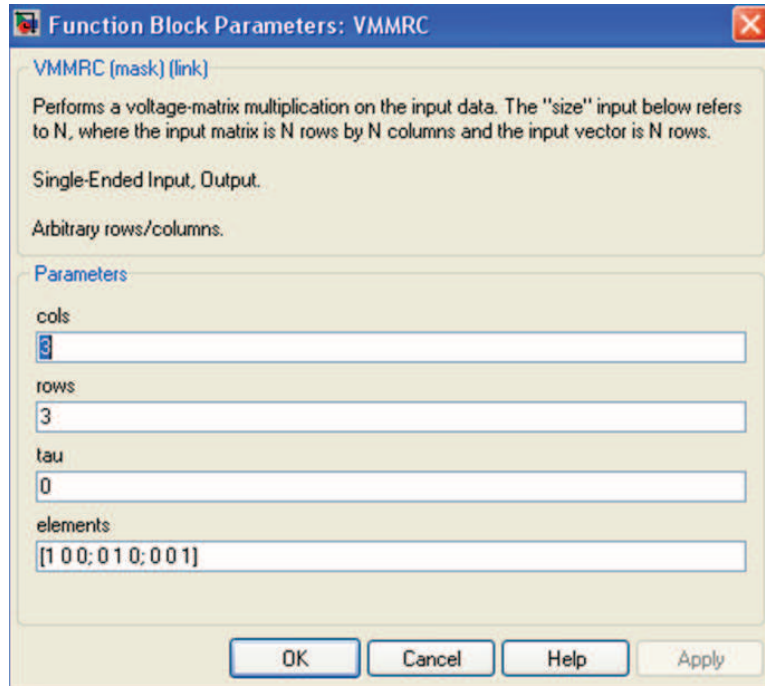 Function Block Parameters: VMMRC
VMMRC (mask) (link)
Performs a voltage-matrix multiplication on the input data. The "size" input below refers
to N, where the input matrix is N rows by N columns and the input vector is N rows.
Single-Ended Input, Output.
Arbitrary rows/columns.
Parameters
cols
3
rows
3
tau
0
elements
[1 0 0; 0 1 0; 0 0 1]
OK Cancel Help Apply